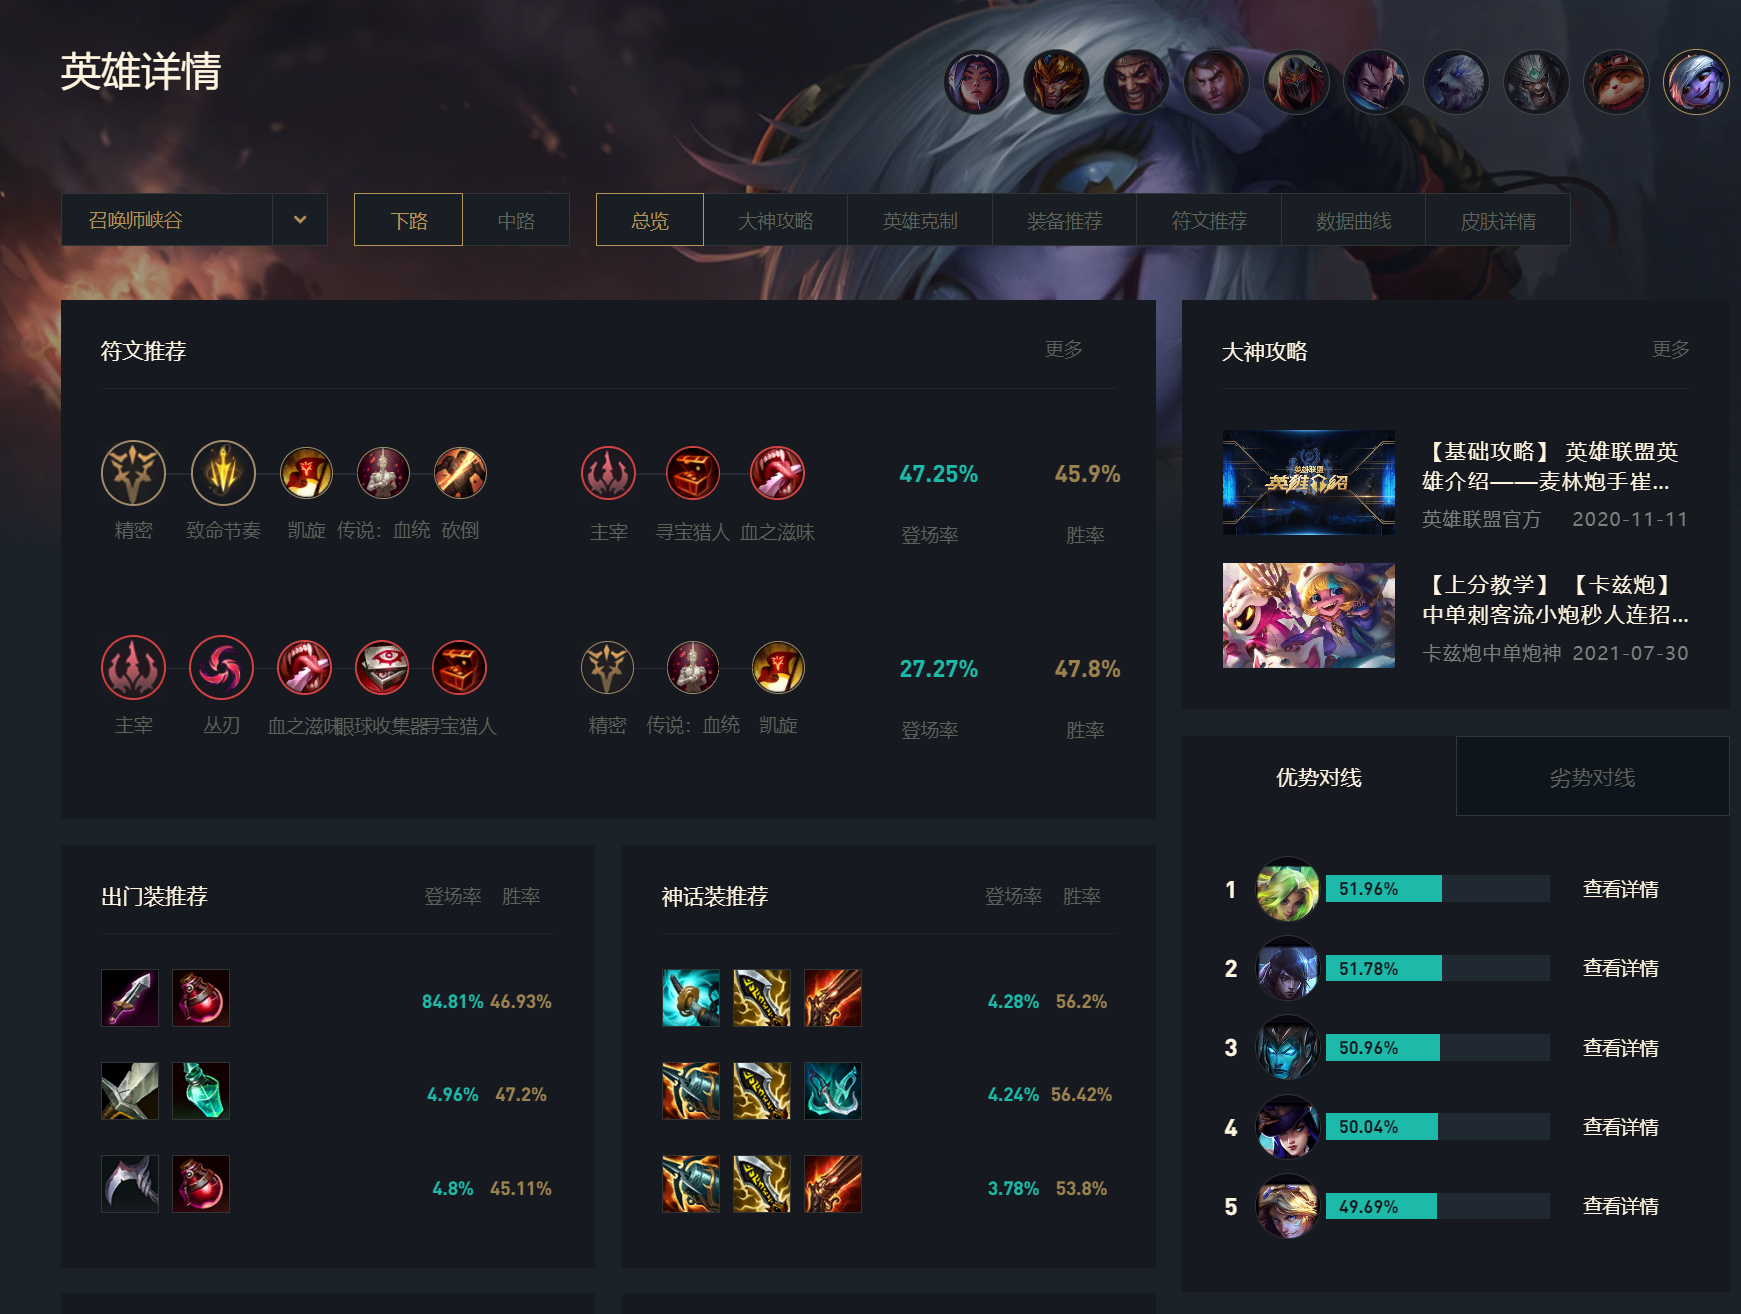 英雄详情
召唤师峡谷
下路
中路
总览
大神攻略
英雄克制
装备推荐
符文推荐
数据曲线
皮肤详情
符文推荐
更多
精密
致命节奏
凯旋
传说：血统
砍倒
主宰
寻宝猎人
血之滋味
47.25%
登场率
45.9%
胜率
主宰
丛刃
血之滋味
眼球收集器
寻宝猎人
精密
传说：血统
凯旋
27.27%
登场率
47.8%
胜率
出门装推荐
登场率
胜率
84.81%
46.93%
4.96%
47.2%
4.8%
45.11%
神话装推荐
登场率
胜率
4.28%
56.2%
4.24%
56.42%
3.78%
53.8%
大神攻略
更多
英雄联盟
英雄介绍
【基础攻略】 英雄联盟英
雄介绍——麦林炮手崔...
英雄联盟官方
2020-11-11
【上分教学】 【卡兹炮】
中单刺客流小炮秒人连招...
卡兹炮中单炮神
2021-07-30
优势对线
劣势对线
1
51.96%
查看详情
2
51.78%
查看详情
3
50.96%
查看详情
4
50.04%
查看详情
5
49.69%
查看详情